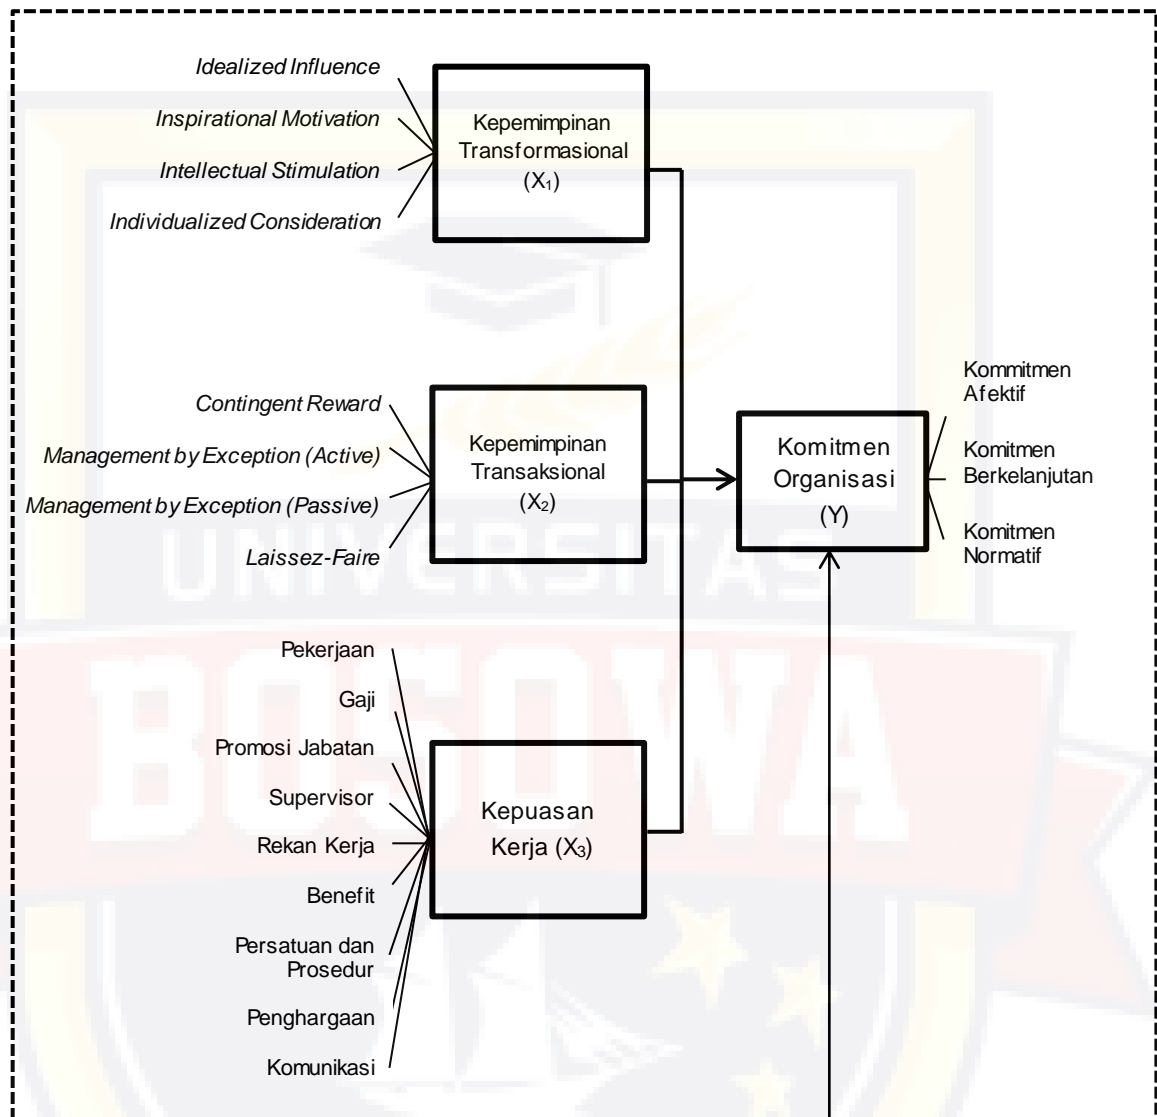 Idealized Influence
Inspirational Motivation
Intellectual Stimulation
Individualized Consideration
Kepemimpinan
Transformasional
(X₁)
Contingent Reward
Management by Exception (Active)
Management by Exception (Passive)
Laissez-Faire
Kepemimpinan
Transaksional
(X₂)
Komitmen
Organisasi
(Y)
Kommitmen
Afektif
Komitmen
Berkelanjutan
Komitmen
Normatif
Pekerjaan
Gaji
Promosi Jabatan
Supervisor
Rekan Kerja
Benefit
Persatuan dan
Prosedur
Penghargaan
Komunikasi
Kepuasan
Kerja (X₃)
UNIVERSITAS
BOSOWA